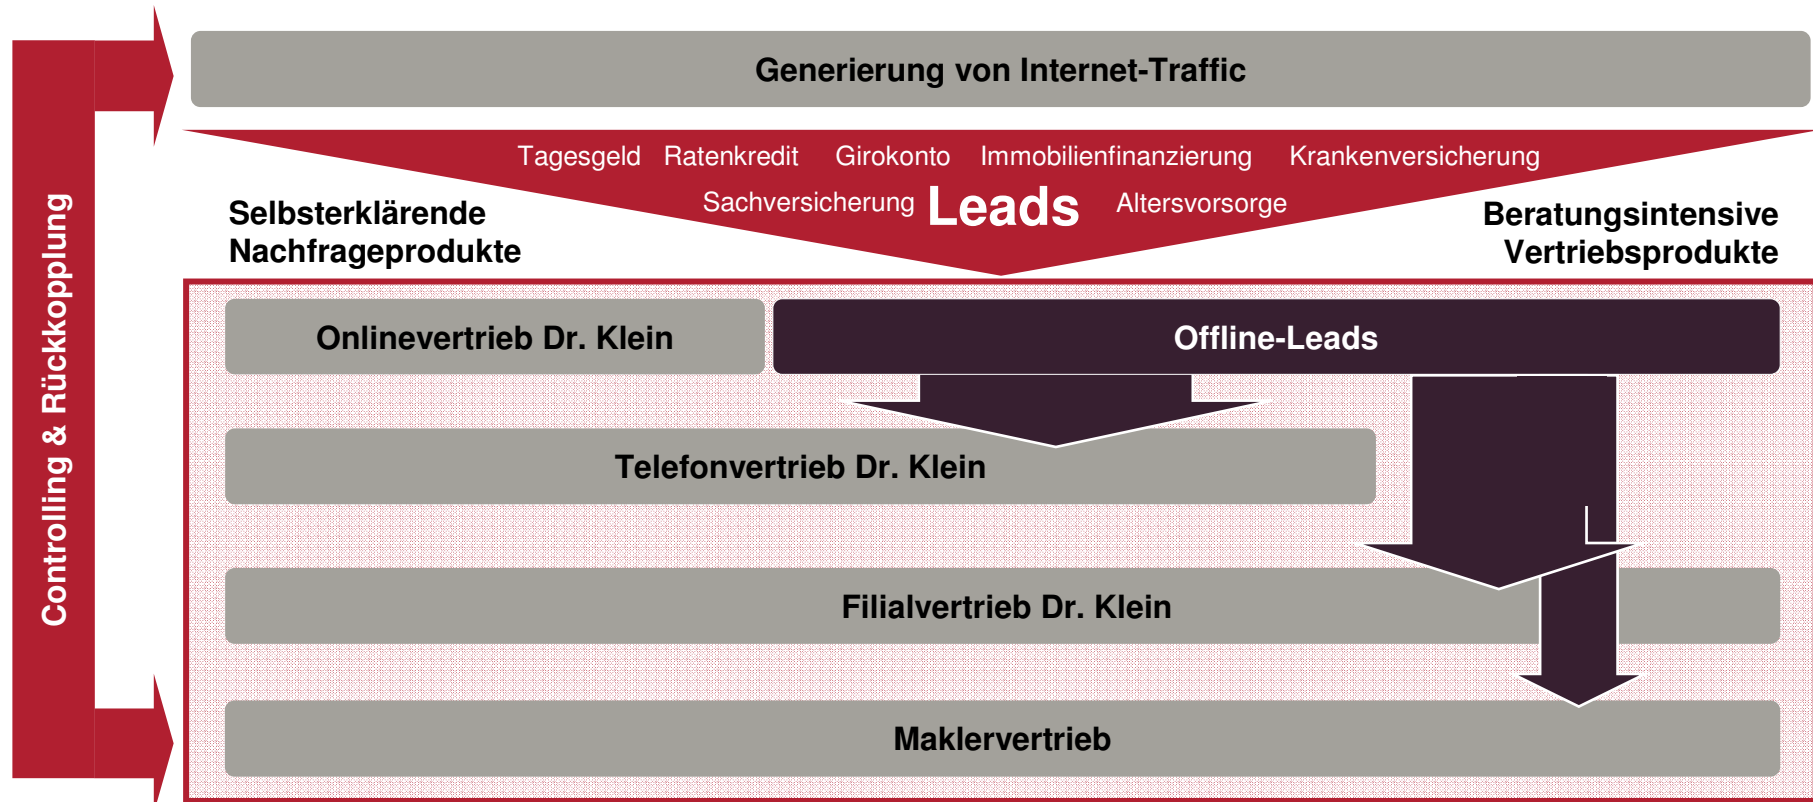 Generierung von Internet-Traffic
Tagesgeld Ratenkredit Girokonto Immobilienfinanzierung Krankenversicherung
Sachversicherung Leads Altersvorsorge
Selbsterklärende
Nachfrageprodukte
Beratungsintensive
Vertriebsprodukte
Controlling & Rückkopplung
Onlinevertrieb Dr. Klein
Offline-Leads
Telefonvertrieb Dr. Klein
Filialvertrieb Dr. Klein
Maklervertrieb